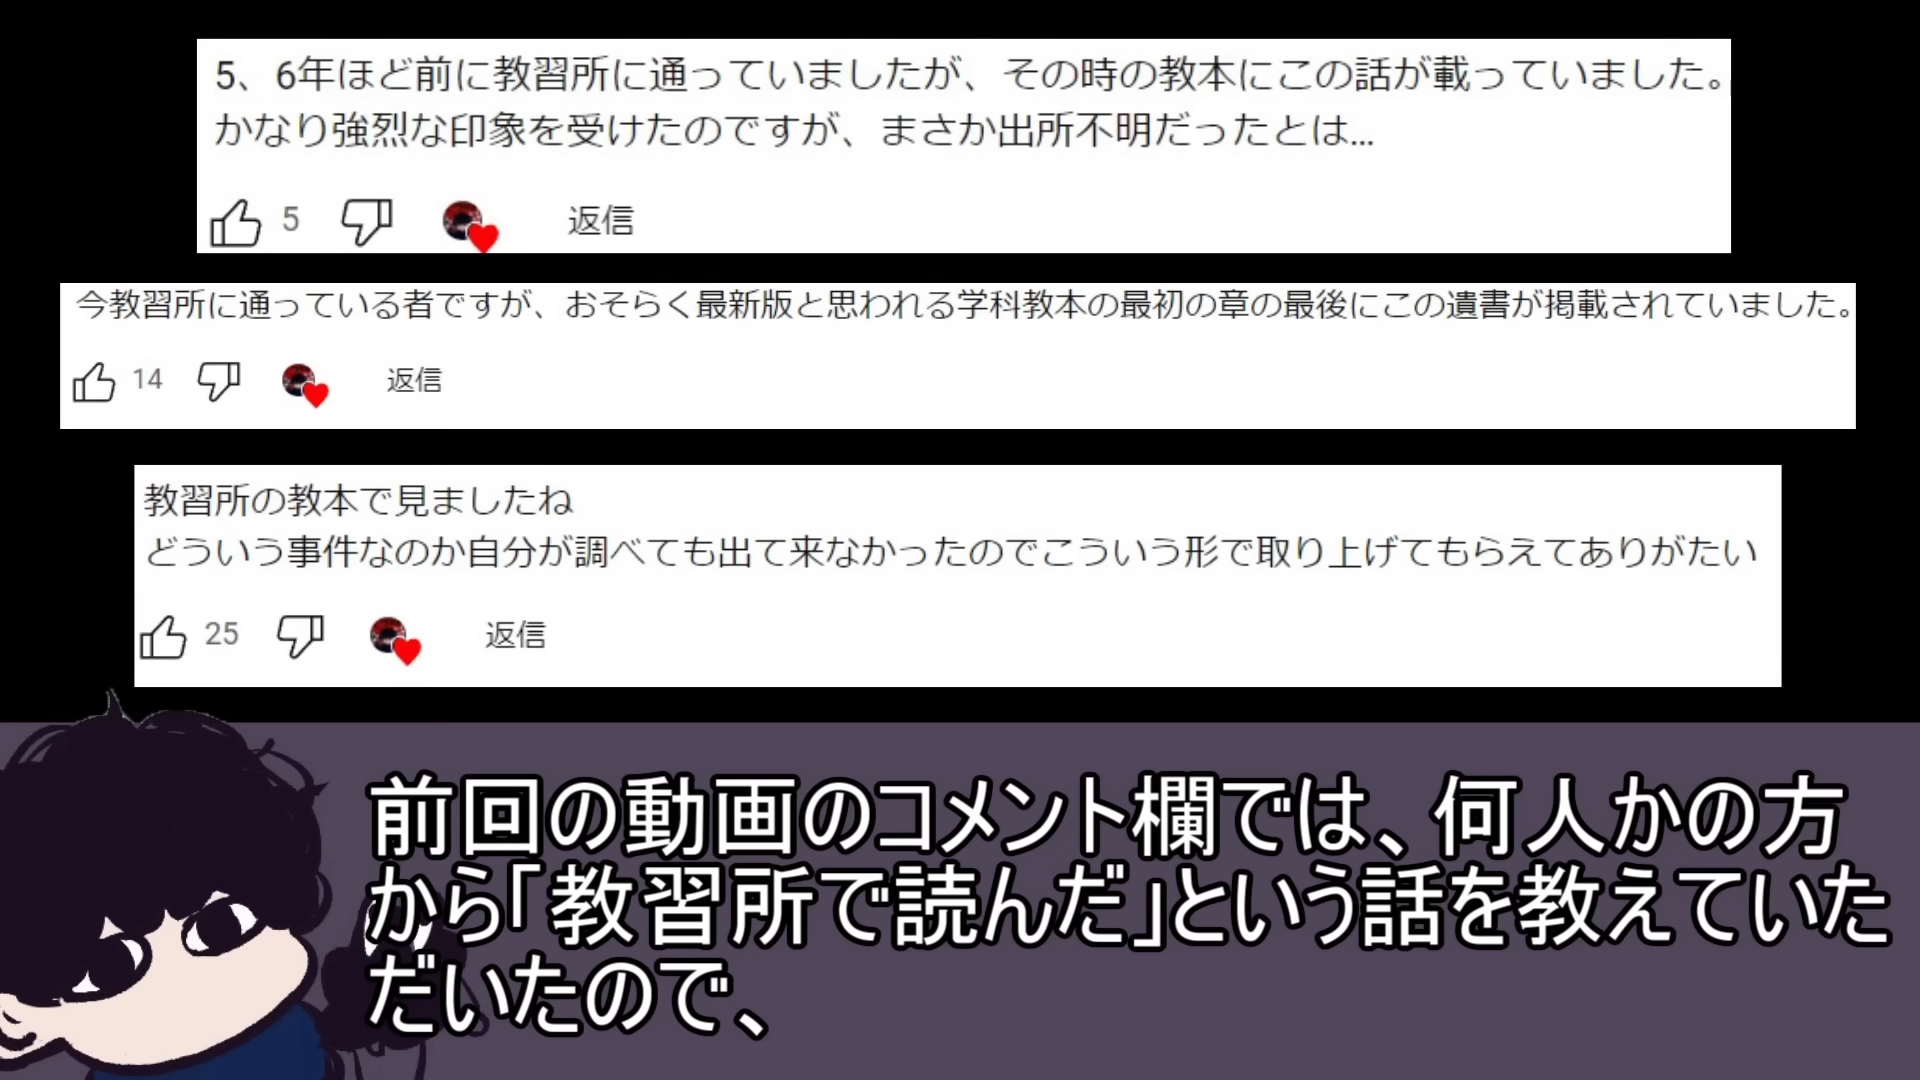 5、6年ほど前に教習所に通っていましたが、その時の教本にこの話が載っていました。
かなり強烈な印象を受けたのですが、まさか出所不明だったとは...
5 返信
今教習所に通っている者ですが、おそらく最新版と思われる学科教本の最初の章の最後にこの遺書が掲載されていました。
14 返信
教習所の教本で見ましたね
どういう事件なのか自分が調べても出て来なかったのでこういう形で取り上げてもらえてありがたい
25 返信
前回の動画のコメント欄では、何人かの方
から「教習所で読んだ」という話を教えていた
だいたので、